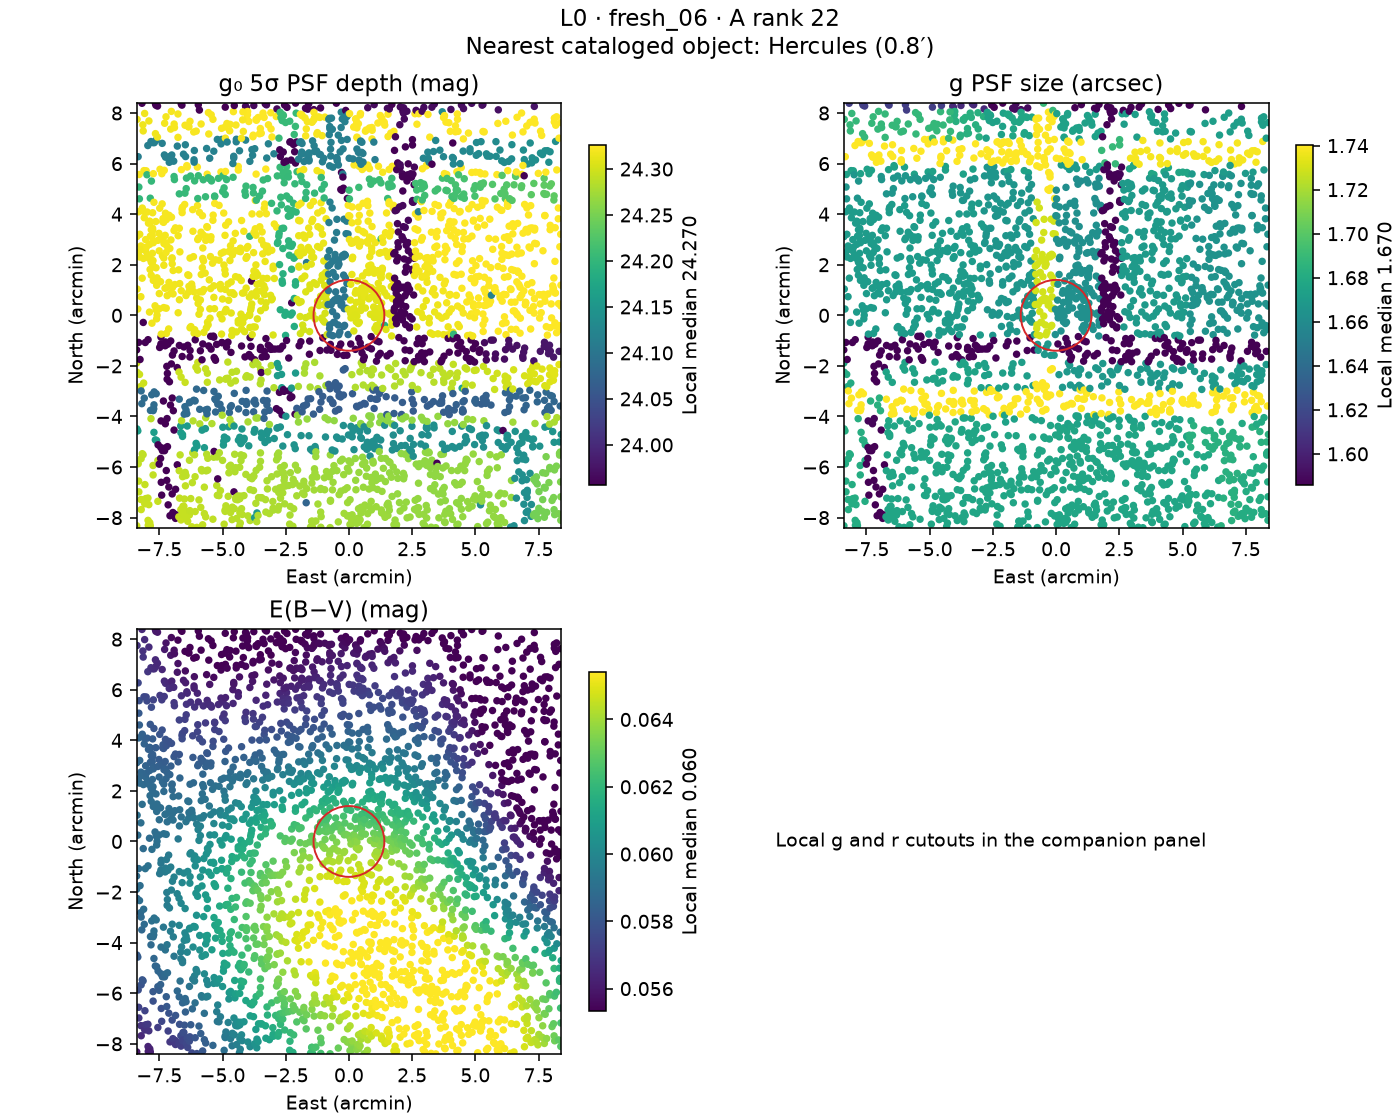 L0 · fresh_06 · A rank 22
Nearest cataloged object: Hercules (0.8′)
g₀ 5σ PSF depth (mag)
8
6
4
2
0
−2
−4
−6
−8
North (arcmin)
−7.5 −5.0 −2.5 0.0 2.5 5.0 7.5
East (arcmin)
24.30
24.25
24.20
24.15
24.10
24.05
24.00
Local median 24.270
g PSF size (arcsec)
8
6
4
2
0
−2
−4
−6
−8
North (arcmin)
−7.5 −5.0 −2.5 0.0 2.5 5.0 7.5
East (arcmin)
1.74
1.72
1.70
1.68
1.66
1.64
1.62
1.60
Local median 1.670
E(B−V) (mag)
8
6
4
2
0
−2
−4
−6
−8
North (arcmin)
−7.5 −5.0 −2.5 0.0 2.5 5.0 7.5
East (arcmin)
0.064
0.062
0.060
0.058
0.056
Local median 0.060
Local g and r cutouts in the companion panel